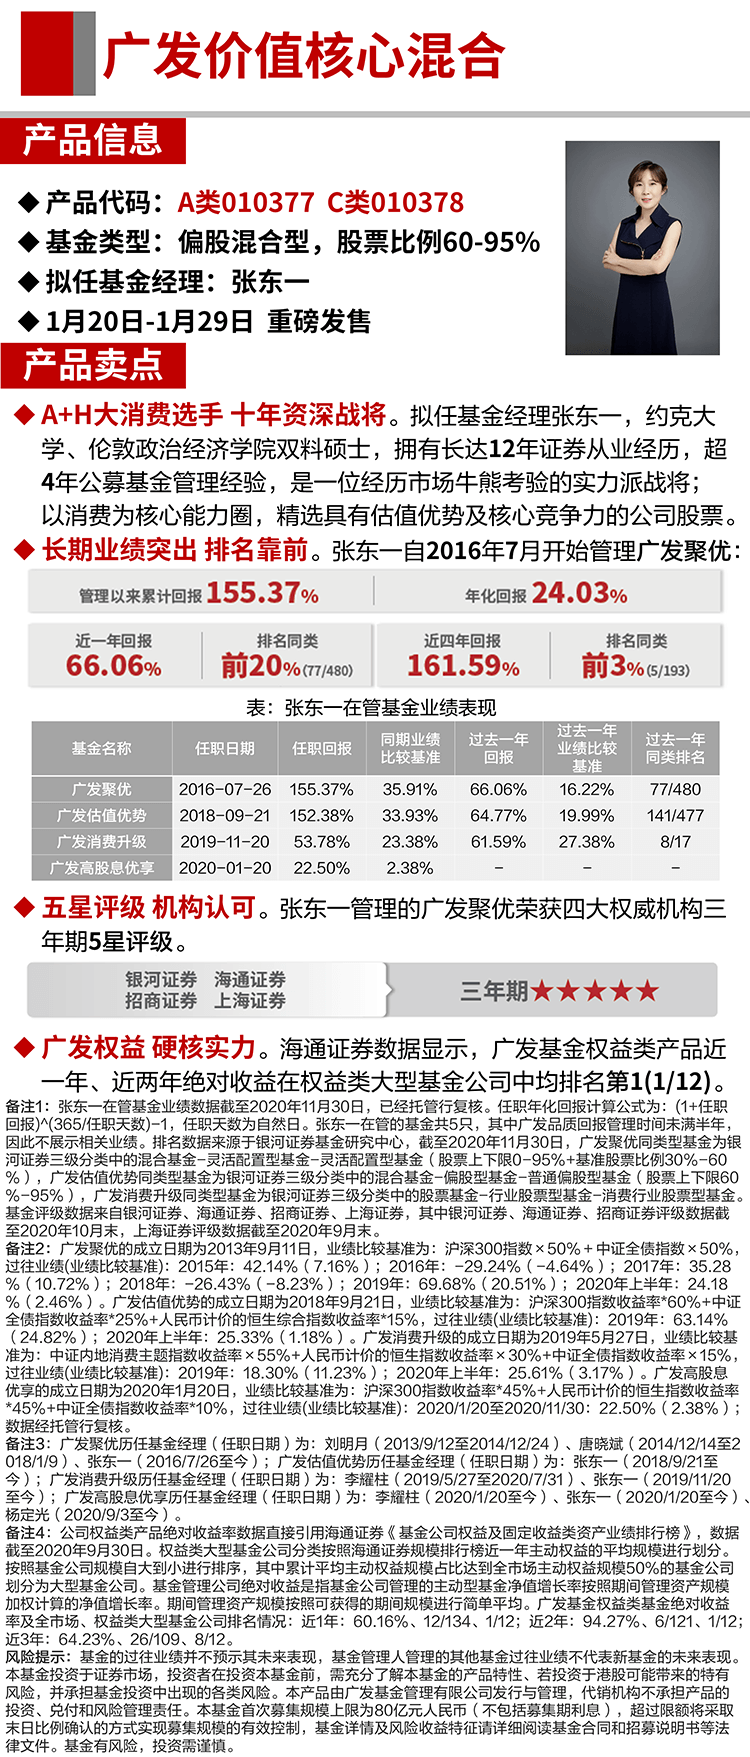 广发价值核心混合
产品信息
◆ 产品代码：A类010377 C类010378
◆ 基金类型：偏股混合型，股票比例60-95%
◆ 拟任基金经理：张东一
◆ 1月20日-1月29日 重磅发售
产品卖点
◆ A+H大消费选手 十年资深战将。拟任基金经理张东一，约克大
学、伦敦政治经济学院双料硕士，拥有长达12年证券从业经历，超
4年公募基金管理经验，是一位经历市场牛熊考验的实力派战将；
以消费为核心能力圈，精选具有估值优势及核心竞争力的公司股票。
◆ 长期业绩突出 排名靠前。张东一自2016年7月开始管理广发聚优：
管理以来累计回报 155.37% 年化回报 24.03%
近一年回报 排名同类 近四年回报 排名同类
66.06% 前20%(77/480) 161.59% 前3%(5/193)
表：张东一在管基金业绩表现
基金名称 任职日期 任职回报 同期业绩比较基准 过去一年回报 过去一年业绩比较基准 过去一年同类排名
广发聚优 2016-07-26 155.37% 35.91% 66.06% 16.22% 77/480
广发估值优势 2018-09-21 152.38% 33.93% 64.77% 19.99% 141/477
广发消费升级 2019-11-20 53.78% 23.38% 61.59% 27.38% 8/17
广发高股息优享 2020-01-20 22.50% 2.38% - - -
◆ 五星评级 机构认可。张东一管理的广发聚优荣获四大权威机构三
年期5星评级。
银河证券 海通证券
招商证券 上海证券
三年期★★★★★
◆ 广发权益 硬核实力。海通证券数据显示，广发基金权益类产品近
一年、近两年绝对收益在权益类大型基金公司中均排名第1(1/12)。
备注1：张东一在管基金业绩数据截至2020年11月30日，已经托管行复核。任职年化回报计算公式为：(1+任职
回报)^(365/任职天数)-1，任职天数为自然日。张东一在管的基金共5只，其中广发品质回报管理时间未满半年，
因此不展示相关业绩。排名数据来源于银河证券基金研究中心，截至2020年11月30日，广发聚优同类型基金为银
河证券三级分类中的混合基金-灵活配置型基金-灵活配置型基金（股票上下限0-95%+基准股票比例30%-60
%），广发估值优势同类型基金为银河证券三级分类中的混合基金-偏股型基金-普通偏股型基金（股票上下限60
%-95%），广发消费升级同类型基金为银河证券三级分类中的股票基金-行业股票型基金-消费行业股票型基金。
基金评级数据来自银河证券、海通证券、招商证券、上海证券，其中银河证券、海通证券、招商证券评级数据截
至2020年10月末，上海证券评级数据截至2020年9月末。
备注2：广发聚优的成立日期为2013年9月11日，业绩比较基准为：沪深300指数×50%＋中证全债指数×50%，
过往业绩(业绩比较基准)：2015年：42.14%（7.16%）；2016年：-29.24%（-4.64%）；2017年：35.28
%（10.72%）；2018年：-26.43%（-8.23%）；2019年：69.68%（20.51%）；2020年上半年：24.18
%（2.46%）。广发估值优势的成立日期为2018年9月21日，业绩比较基准为：沪深300指数收益率*60%+中证
全债指数收益率*25%+人民币计价的恒生综合指数收益率*15%，过往业绩(业绩比较基准)：2019年：63.14%
（24.82%）；2020年上半年：25.33%（1.18%）。广发消费升级的成立日期为2019年5月27日，业绩比较基
准为：中证内地消费主题指数收益率×55%+人民币计价的恒生指数收益率×30%+中证全债指数收益率×15%，
过往业绩(业绩比较基准)：2019年：18.30%（11.23%）；2020年上半年：25.61%（3.17%）。广发高股息
优享的成立日期为2020年1月20日，业绩比较基准为：沪深300指数收益率*45%+人民币计价的恒生指数收益率
*45%+中证全债指数收益率*10%，过往业绩(业绩比较基准)：2020/1/20至2020/11/30：22.50%（2.38%）；
数据经托管行复核。
备注3：广发聚优历任基金经理（任职日期）为：刘明月（2013/9/12至2014/12/24）、唐晓斌（2014/12/14至2
018/1/9）、张东一（2016/7/26至今）；广发估值优势历任基金经理（任职日期）为：张东一（2018/9/21至
今）；广发消费升级历任基金经理（任职日期）为：李耀柱（2019/5/27至2020/7/31）、张东一（2019/11/20
至今）；广发高股息优享历任基金经理（任职日期）为：李耀柱（2020/1/20至今）、张东一（2020/1/20至今）、
杨定光（2020/9/3至今）。
备注4：公司权益类产品绝对收益率数据直接引用海通证券《基金公司权益及固定收益类资产业绩排行榜》，数据
截至2020年9月30日。权益类大型基金公司分类按照海通证券规模排行榜近一年主动权益的平均规模进行划分。
按照基金公司规模自大到小进行排序，其中累计平均主动权益规模占比达到全市场主动权益规模50%的基金公司
划分为大型基金公司。基金管理公司绝对收益是指基金公司管理的主动型基金净值增长率按照期间管理资产规模
加权计算的净值增长率。期间管理资产规模按照可获得的期间规模进行简单平均。广发基金权益类基金绝对收益
率及全市场、权益类大型基金公司排名情况：近1年：60.16%、12/134、1/12；近2年：94.27%、6/121、1/12；
近3年：64.23%、26/109、8/12。
风险提示：基金的过往业绩并不预示其未来表现，基金管理人管理的其他基金过往业绩不代表新基金的未来表现。
本基金投资于证券市场，投资者在投资本基金前，需充分了解本基金的产品特性、若投资于港股可能带来的特有
风险，并承担基金投资中出现的各类风险。本产品由广发基金管理有限公司发行与管理，代销机构不承担产品的
投资、兑付和风险管理责任。本基金首次募集规模上限为80亿元人民币（不包括募集期利息），超过限额将采取
末日比例确认的方式实现募集规模的有效控制，基金详情及风险收益特征请详细阅读基金合同和招募说明书等法
律文件。基金有风险，投资需谨慎。